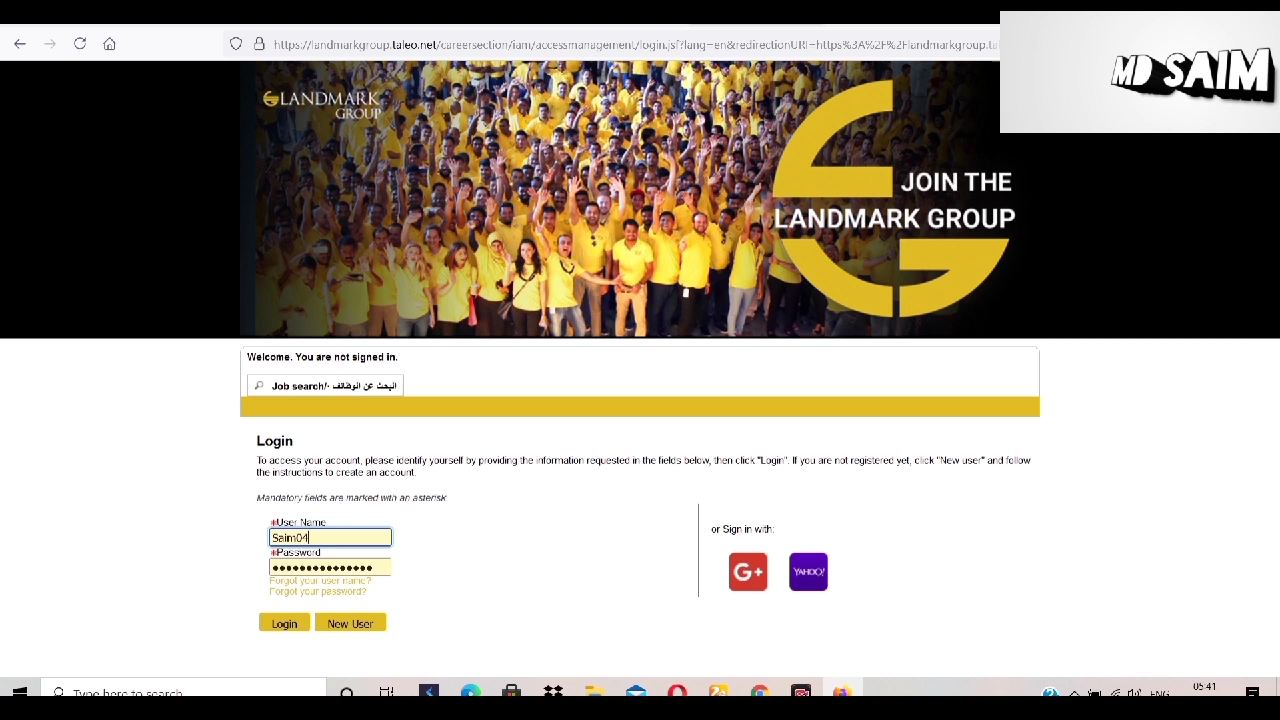 https://landmarkgroup.taleo.net/careersection/iam/accessmanagement/login.jsf?lang=en&redirectionURI=https%3A%2F%2Flandmarkgroup.ta
MD SAIM
LANDMARK
GROUP
JOIN THE
LANDMARK GROUP
Welcome. You are not signed in.
Job search/- البحث عن الوظائف
Login
To access your account, please identify yourself by providing the information requested in the fields below, then click "Login". If you are not registered yet, click "New user" and follow
the instructions to create an account.
Mandatory fields are marked with an asterisk
*User Name
Saim04
*Password
Forgot your user name?
Forgot your password?
or Sign in with:
G+
YAHOO!
Login
New User
Type here to search
ENG
05:41